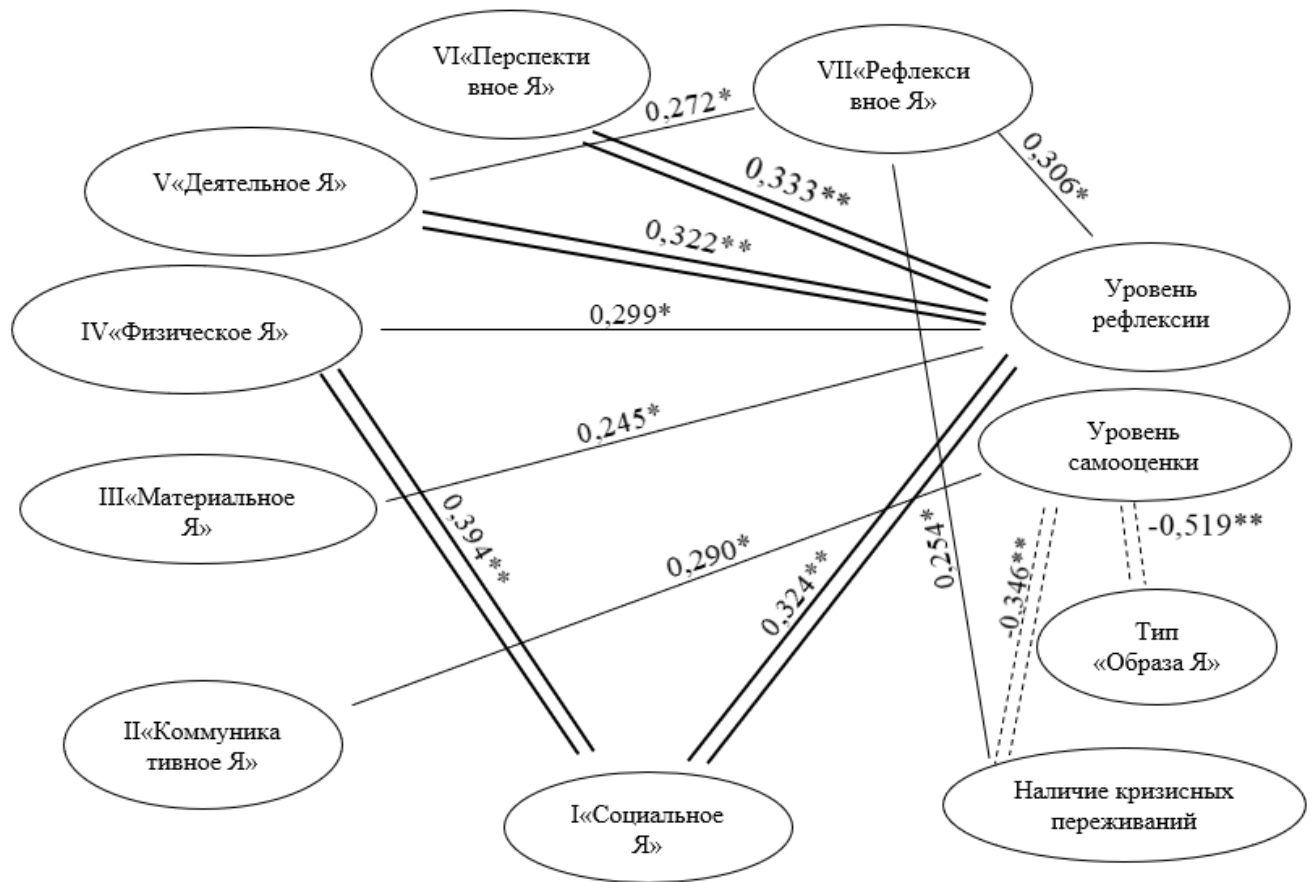 VI«Перспекти
вное Я»
VII«Рефлекси
вное Я»
0,272*
0,306*
V«Деятельное Я»
0,333**
0,322**
Уровень
рефлексии
IV«Физическое Я»
0,299*
0,245*
Уровень
самооценки
III«Материальное
Я»
0,394**
0,290*
0,324**
0,254*
-0,346**
-0,519**
Тип
«Образа Я»
II«Коммуника
тивное Я»
I«Социальное
Я»
Наличие кризисных
переживаний